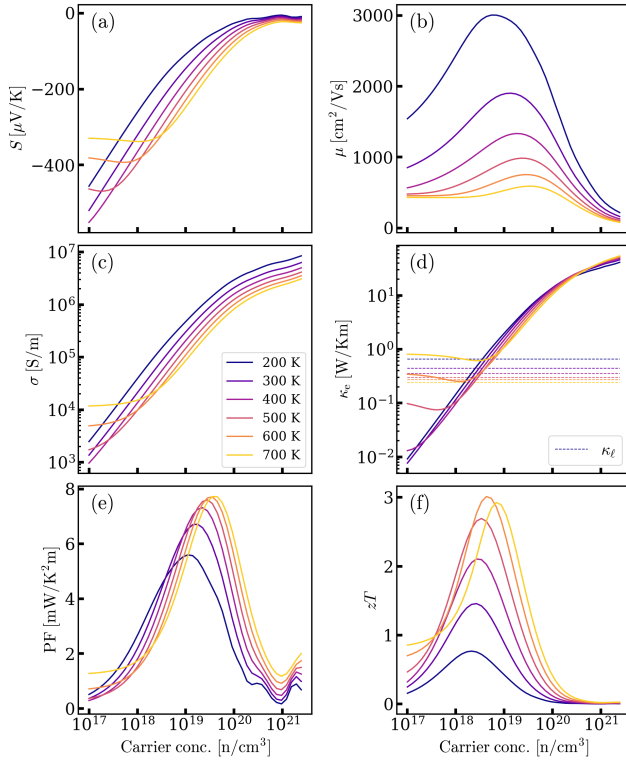 (a)
0
−200
−400
S [μV/K]
(b)
3000
2000
1000
0
μ [cm²/Vs]
(c)
10⁷
10⁶
10⁵
10⁴
10³
σ [S/m]
200 K
300 K
400 K
500 K
600 K
700 K
(d)
10¹
10⁰
10⁻¹
10⁻²
κₑ [W/Km]
κ_ℓ
(e)
8
6
4
2
0
PF [mW/K²m]
10¹⁷ 10¹⁸ 10¹⁹ 10²⁰ 10²¹
Carrier conc. [n/cm³]
(f)
3
2
1
0
zT
10¹⁷ 10¹⁸ 10¹⁹ 10²⁰ 10²¹
Carrier conc. [n/cm³]